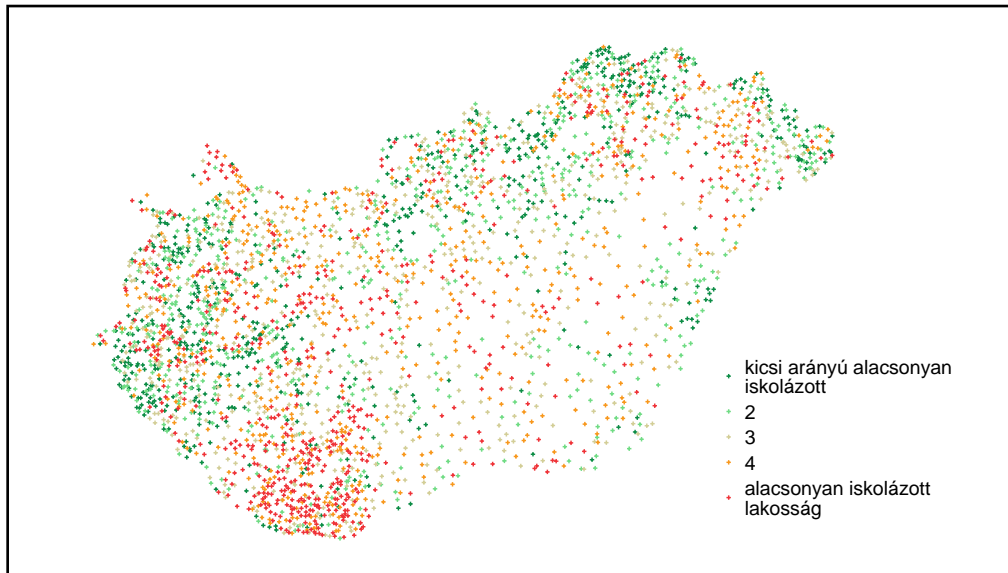 kicsi arányú alacsonyan
iskolázott
2
3
4
alacsonyan iskolázott
lakosság